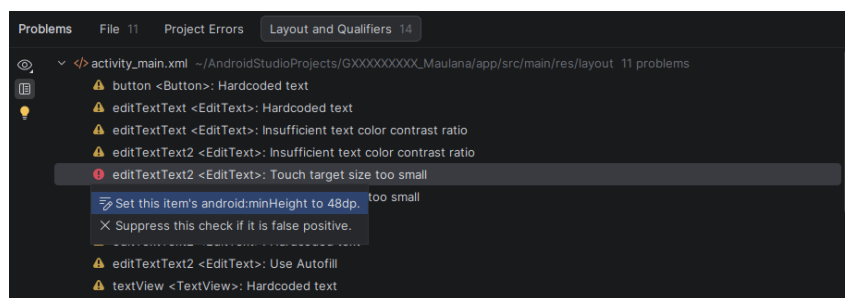 Problems File 11 Project Errors Layout and Qualifiers 14
</> activity_main.xml ~/AndroidStudioProjects/GXXXXXXXXX_Maulana/app/src/main/res/layout 11 problems
button <Button>: Hardcoded text
editTextText <EditText>: Hardcoded text
editTextText <EditText>: Insufficient text color contrast ratio
editTextText2 <EditText>: Insufficient text color contrast ratio
editTextText2 <EditText>: Touch target size too small
too small
Set this item's android:minHeight to 48dp.
Suppress this check if it is false positive.
editTextText2 <EditText>: Use Autofill
textView <TextView>: Hardcoded text